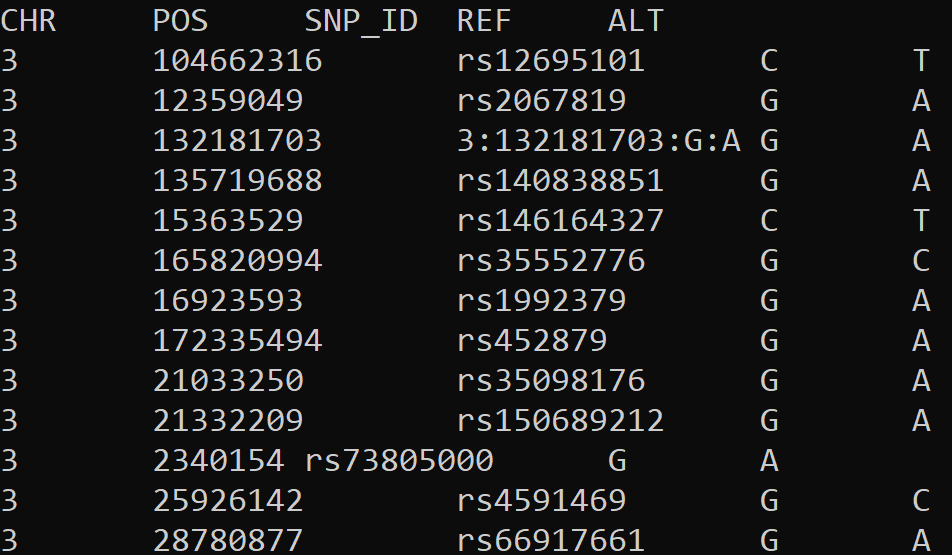 CHR POS SNP_ID REF ALT
3 104662316 rs12695101 C T
3 12359049 rs2067819 G A
3 132181703 3:132181703:G:A G A
3 135719688 rs140838851 G A
3 15363529 rs146164327 C T
3 165820994 rs35552776 G C
3 16923593 rs1992379 G A
3 172335494 rs452879 G A
3 21033250 rs35098176 G A
3 21332209 rs150689212 G A
3 2340154 rs73805000 G A
3 25926142 rs4591469 G C
3 28780877 rs66917661 G A